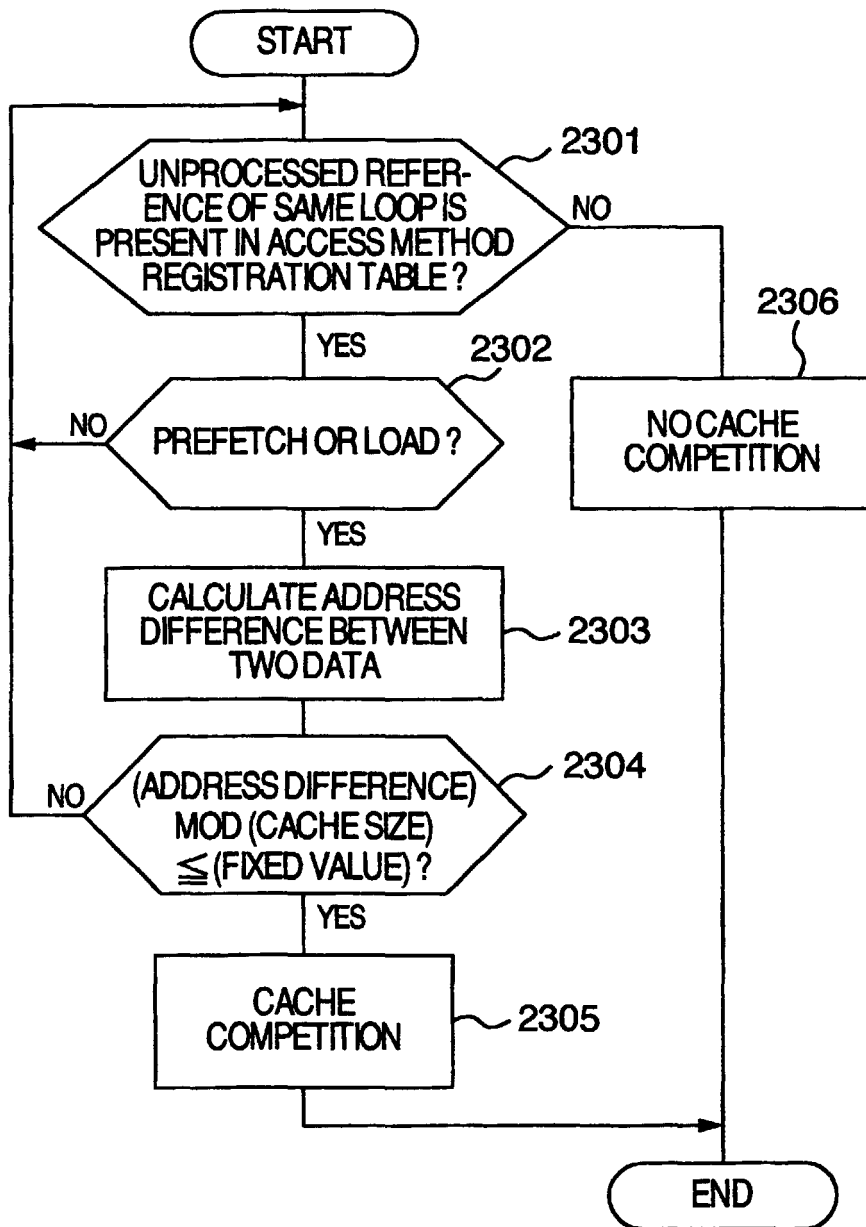 START
2301
UNPROCESSED REFER-
ENCE OF SAME LOOP IS
PRESENT IN ACCESS METHOD
REGISTRATION TABLE ?
NO
YES
2302
2306
NO
PREFETCH OR LOAD ?
NO CACHE
COMPETITION
YES
CALCULATE ADDRESS
DIFFERENCE BETWEEN
TWO DATA
2303
NO
(ADDRESS DIFFERENCE)
MOD (CACHE SIZE)
≦ (FIXED VALUE) ?
2304
YES
CACHE
COMPETITION
2305
END